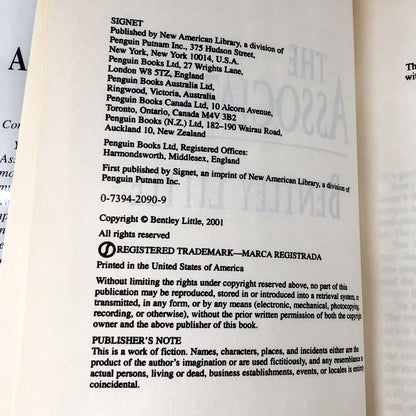 SIGNET
Published by New American Library, a division of
Penguin Putnam Inc., 375 Hudson Street,
New York, New York 10014, U.S.A.
Penguin Books Ltd, 27 Wrights Lane,
London W8 5TZ, England
Penguin Books Australia Ltd,
Ringwood, Victoria, Australia
Penguin Books Canada Ltd, 10 Alcorn Avenue,
Toronto, Ontario, Canada M4V 3B2
Penguin Books (N.Z.) Ltd, 182–190 Wairau Road,
Auckland 10, New Zealand
Penguin Books Ltd, Registered Offices:
Harmondsworth, Middlesex, England
First published by Signet, an imprint of New American Library, a division of
Penguin Putnam Inc.
0-7394-2090-9
Copyright © Bentley Little, 2001
All rights reserved
REGISTERED TRADEMARK—MARCA REGISTRADA
Printed in the United States of America
Without limiting the rights under copyright reserved above, no part of this
publication may be reproduced, stored in or introduced into a retrieval system, or
transmitted, in any form, or by any means (electronic, mechanical, photocopying,
recording, or otherwise), without the prior written permission of both the copyright
owner and the above publisher of this book.
PUBLISHER'S NOTE
This is a work of fiction. Names, characters, places, and incidents either are the
product of the author's imagination or are used fictitiously, and any resemblance to
actual persons, living or dead, business establishments, events, or locales is entirely
coincidental.